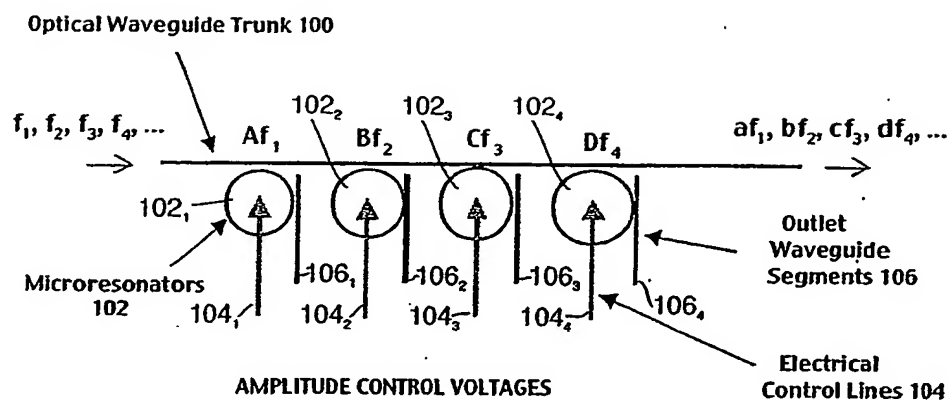 Optical Waveguide Trunk 100
f₁, f₂, f₃, f₄, ...
Af₁
102₂
Bf₂
102₃
Cf₃
102₄
Df₄
af₁, bf₂, cf₃, df₄, ...
102₁
Microresonators
102
104₁
106₁
104₂
106₂
104₃
106₃
104₄
106₄
Outlet
Waveguide
Segments 106
Electrical
Control Lines 104
AMPLITUDE CONTROL VOLTAGES